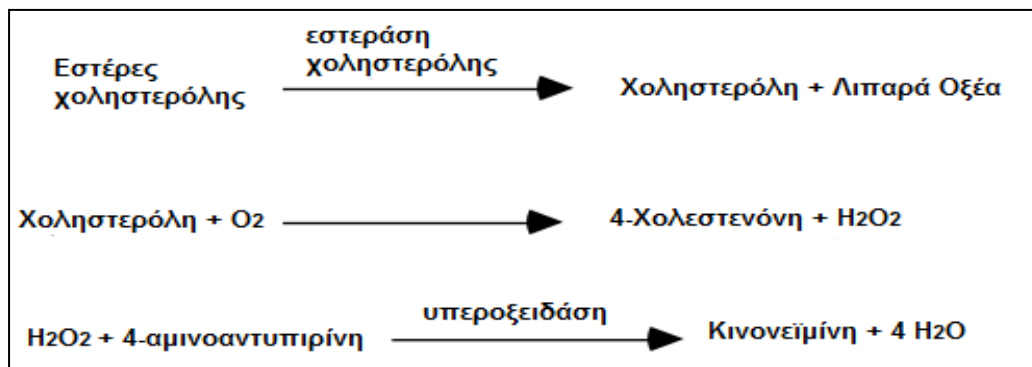 εστεράση
Εστέρες χοληστερόλης
χοληστερόλης Χοληστερόλη + Λιπαρά Οξέα
Χοληστερόλη + O2 4-Χολεστενόνη + H2O2
υπεροξειδάση
H2O2 + 4-αμινοαντυπιρίνη Κινονεϊμίνη + 4 H2O